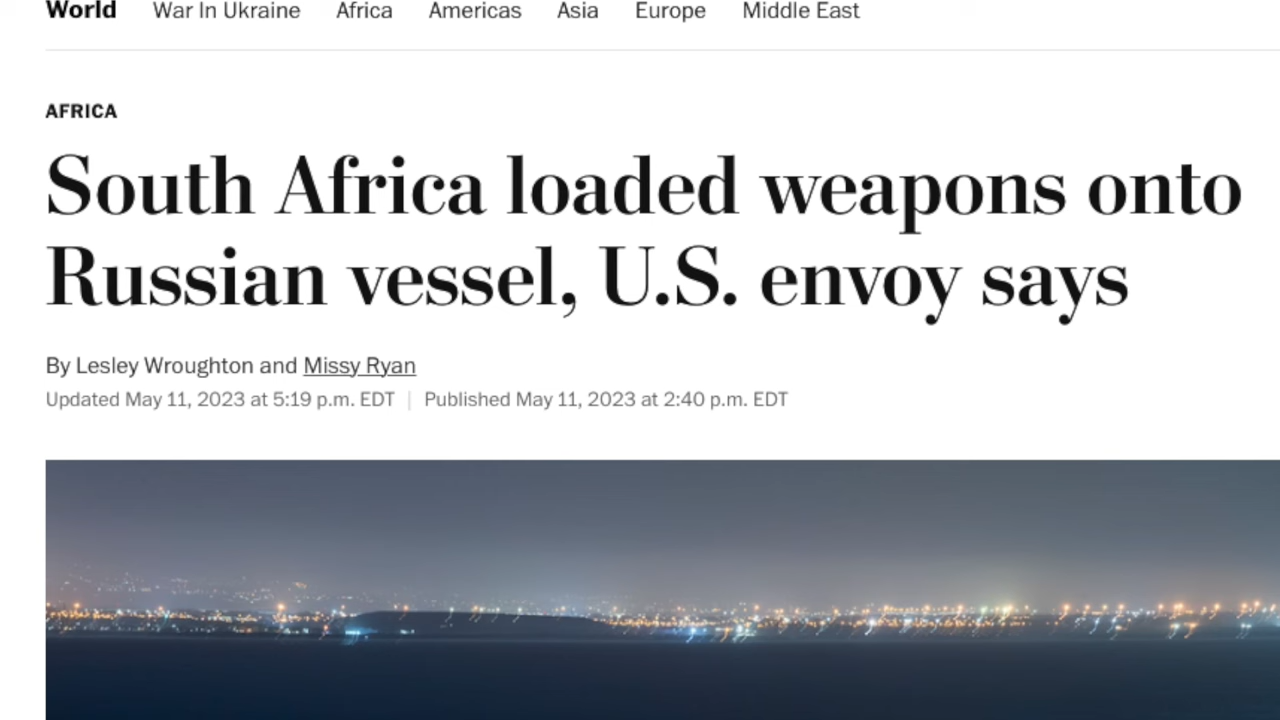 World War In Ukraine Africa Americas Asia Europe Middle East
AFRICA
South Africa loaded weapons onto
Russian vessel, U.S. envoy says
By Lesley Wroughton and Missy Ryan
Updated May 11, 2023 at 5:19 p.m. EDT | Published May 11, 2023 at 2:40 p.m. EDT